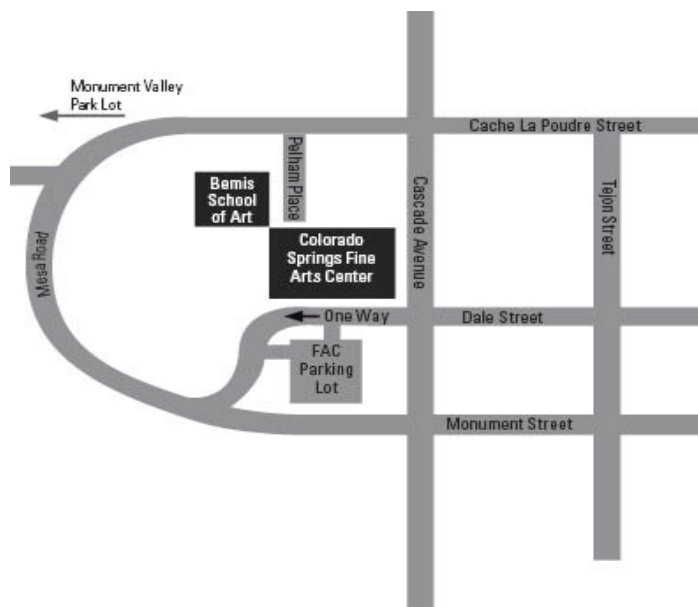 Monument Valley
Park Lot
Cache La Poudre Street
Pelham Place
Bemis
School
of Art
Cascade Avenue
Tejon Street
Colorado
Springs Fine
Arts Center
Mesa Road
One Way
Dale Street
FAC
Parking
Lot
Monument Street